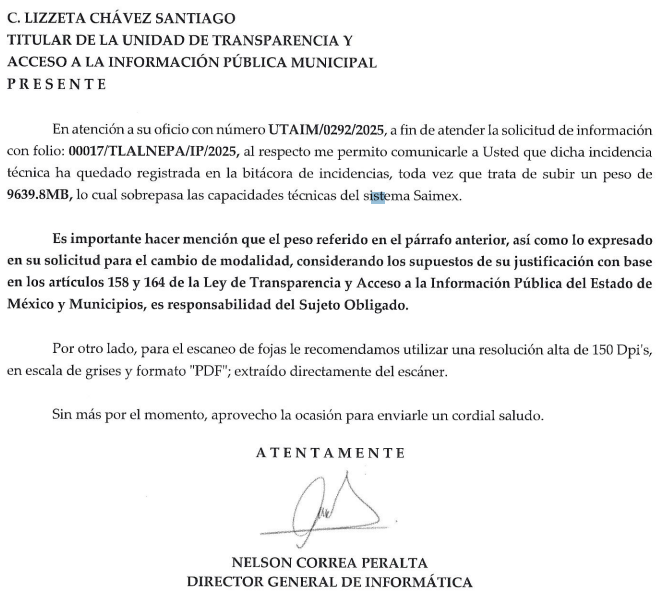 C. LIZZETA CHÁVEZ SANTIAGO
TITULAR DE LA UNIDAD DE TRANSPARENCIA Y
ACCESO A LA INFORMACIÓN PÚBLICA MUNICIPAL
P R E S E N T E
En atención a su oficio con número UTAIM/0292/2025, a fin de atender la solicitud de información
con folio: 00017/TLALNEPA/IP/2025, al respecto me permito comunicarle a Usted que dicha incidencia
técnica ha quedado registrada en la bitácora de incidencias, toda vez que trata de subir un peso de
9639.8MB, lo cual sobrepasa las capacidades técnicas del sistema Saimex.
Es importante hacer mención que el peso referido en el párrafo anterior, así como lo expresado
en su solicitud para el cambio de modalidad, considerando los supuestos de su justificación con base
en los artículos 158 y 164 de la Ley de Transparencia y Acceso a la Información Pública del Estado de
México y Municipios, es responsabilidad del Sujeto Obligado.
Por otro lado, para el escaneo de fojas le recomendamos utilizar una resolución alta de 150 Dpi's,
en escala de grises y formato "PDF"; extraído directamente del escáner.
Sin más por el momento, aprovecho la ocasión para enviarle un cordial saludo.
A T E N T A M E N T E
NELSON CORREA PERALTA
DIRECTOR GENERAL DE INFORMÁTICA